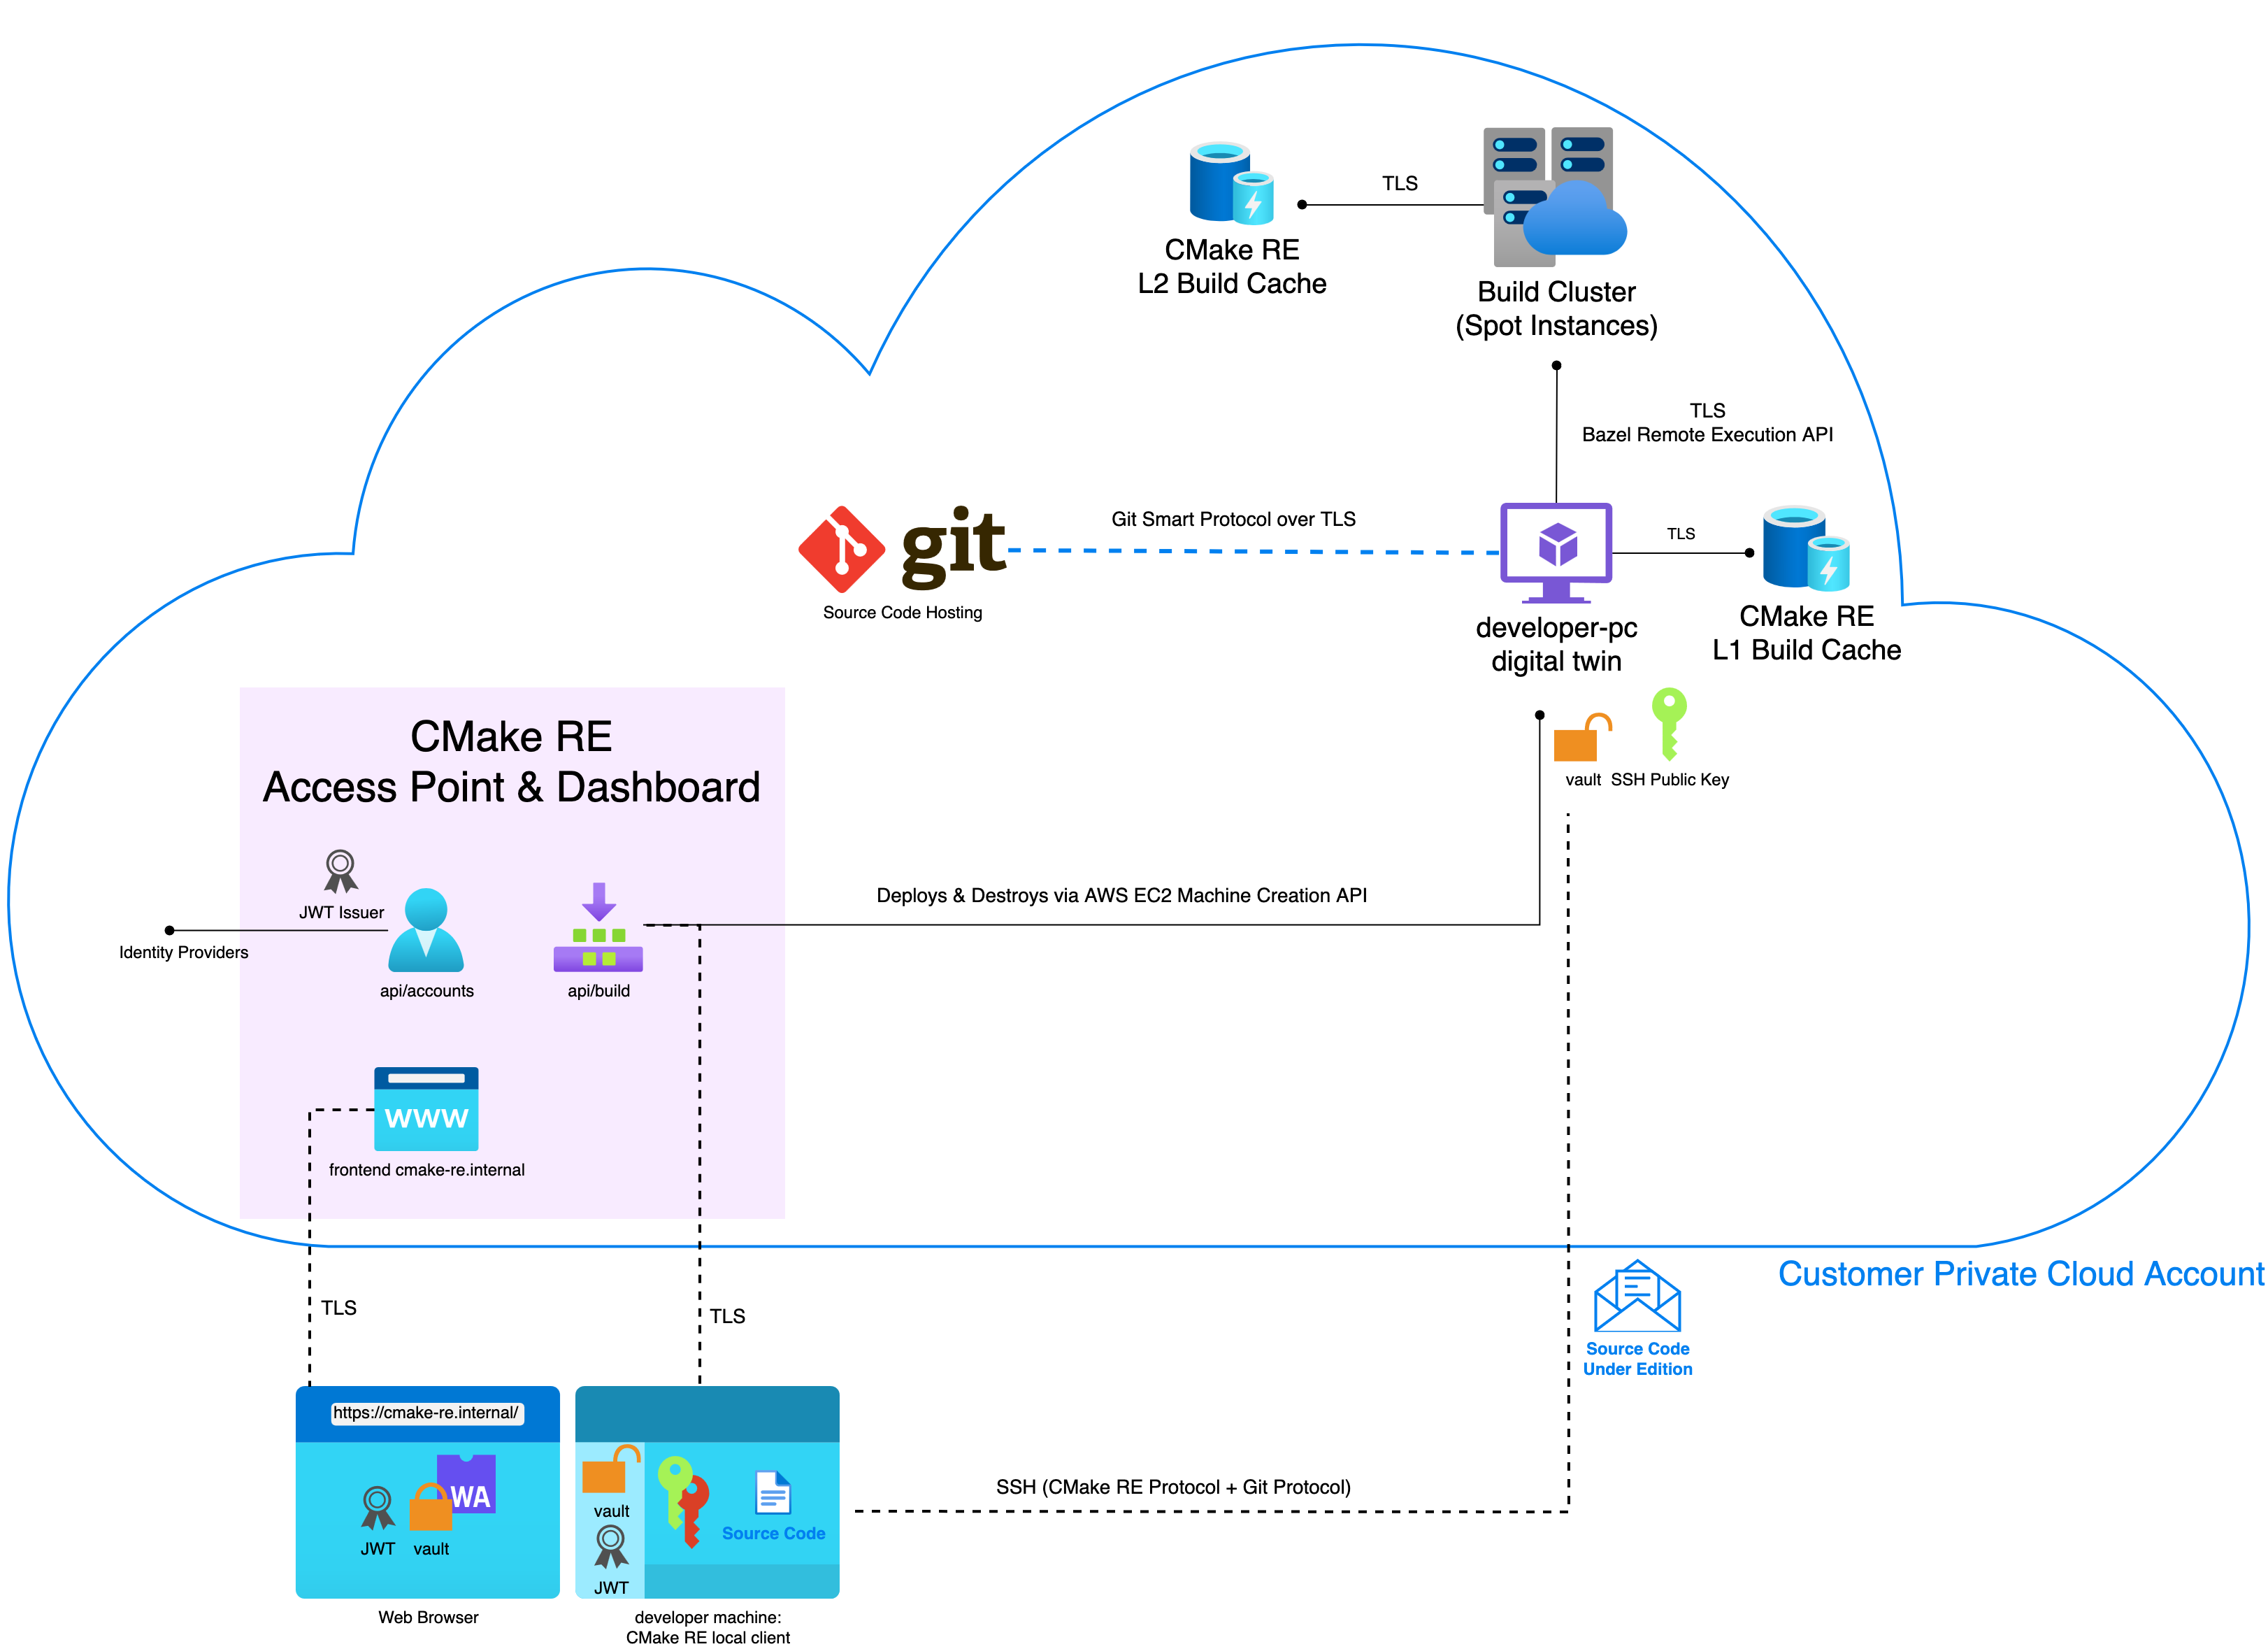 TLS
CMake RE
L2 Build Cache
Build Cluster
(Spot Instances)
TLS
Bazel Remote Execution API
git
Source Code Hosting
Git Smart Protocol over TLS
TLS
CMake RE
L1 Build Cache
developer-pc
digital twin
vault
SSH Public Key
CMake RE
Access Point & Dashboard
JWT Issuer
Identity Providers
api/accounts
api/build
Deploys & Destroys via AWS EC2 Machine Creation API
WWW
frontend cmake-re.internal
Customer Private Cloud Account
TLS
TLS
Source Code
Under Edition
https://cmake-re.internal/
WA
JWT
vault
Web Browser
vault
JWT
Source Code
developer machine:
CMake RE local client
SSH (CMake RE Protocol + Git Protocol)